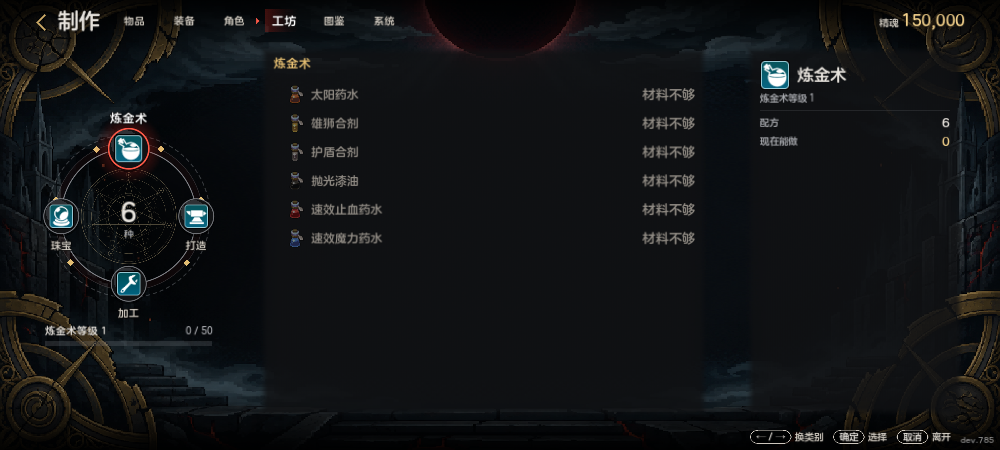 制作 物品 装备 角色 工坊 图鉴 系统 精魂 150,000
炼金术
太阳药水 材料不够
雄狮合剂 材料不够
护盾合剂 材料不够
抛光漆油 材料不够
速效止血药水 材料不够
速效魔力药水 材料不够
炼金术
6
种
珠宝
打造
加工
炼金术等级 1 0 / 50
炼金术
炼金术等级 1
配方 6
现在能做 0
←/→ 换类别 确定 选择 取消 离开
dev.785